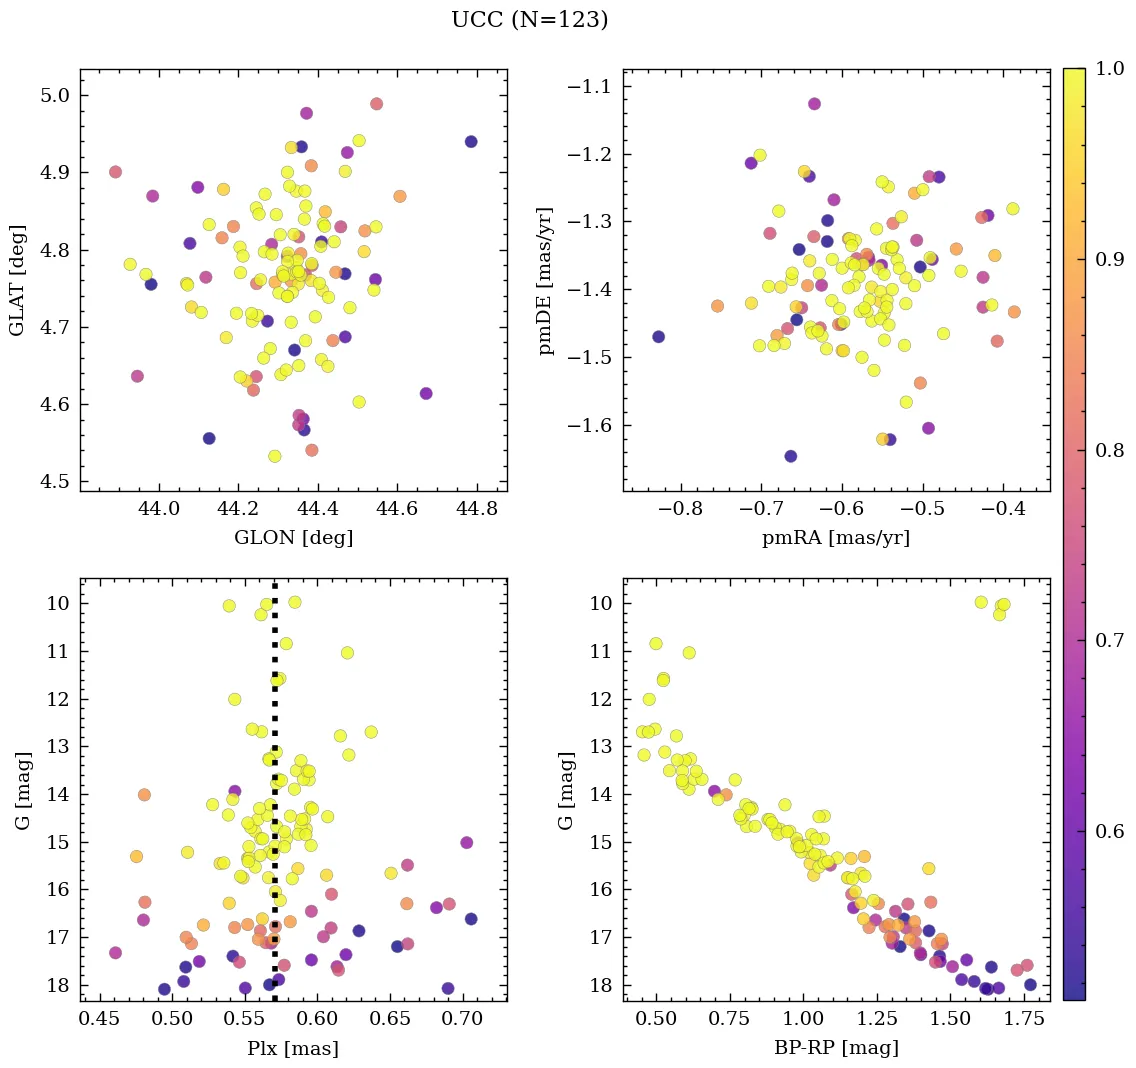 UCC (N=123)
5.0
4.9
4.8
4.7
4.6
4.5
GLAT [deg]
44.0 44.2 44.4 44.6 44.8
GLON [deg]
−1.1
−1.2
−1.3
−1.4
−1.5
−1.6
pmDE [mas/yr]
−0.8 −0.7 −0.6 −0.5 −0.4
pmRA [mas/yr]
1.0
0.9
0.8
0.7
0.6
10
11
12
13
14
15
16
17
18
G [mag]
0.45 0.50 0.55 0.60 0.65 0.70
Plx [mas]
10
11
12
13
14
15
16
17
18
G [mag]
0.50 0.75 1.00 1.25 1.50 1.75
BP-RP [mag]